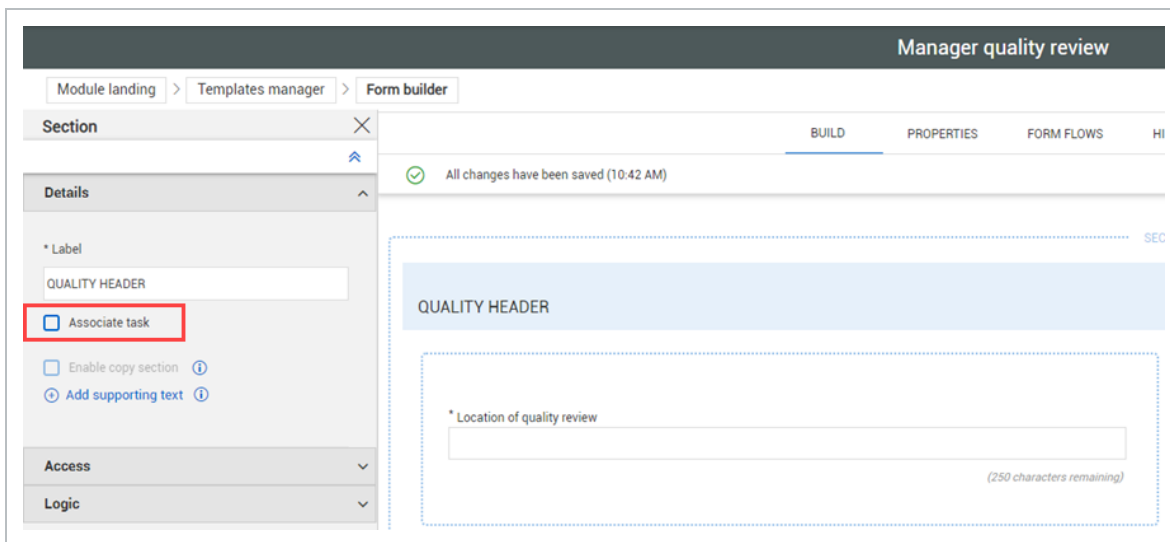 Manager quality review
Module landing > Templates manager > Form builder
Section
BUILD PROPERTIES FORM FLOWS HI
All changes have been saved (10:42 AM)
Details
* Label
SEC
QUALITY HEADER
QUALITY HEADER
Associate task
Enable copy section
Add supporting text
* Location of quality review
(250 characters remaining)
Access
Logic